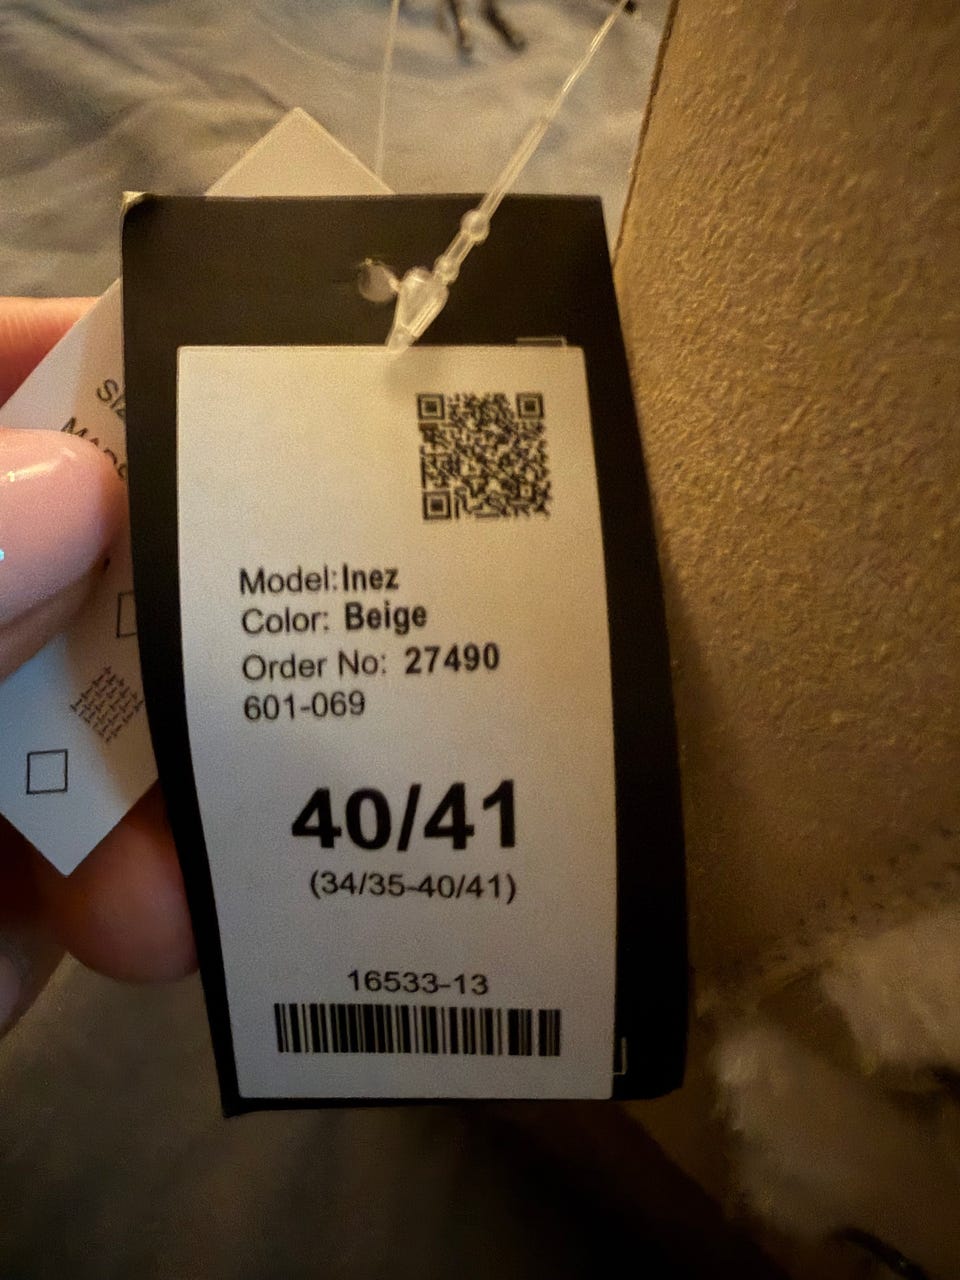 Model:Inez
Color: Beige
Order No: 27490
601-069
40/41
(34/35-40/41)
16533-13